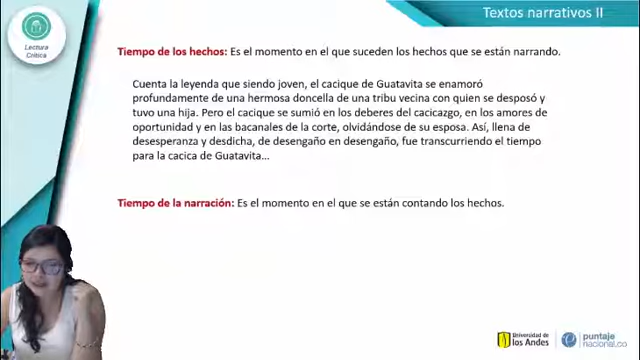 Textos narrativos II
Lectura
Crítica
Tiempo de los hechos: Es el momento en el que suceden los hechos que se están narrando.
Cuenta la leyenda que siendo joven, el cacique de Guatavita se enamoró
profundamente de una hermosa doncella de una tribu vecina con quien se desposó y
tuvo una hija. Pero el cacique se sumió en los deberes del cacicazgo, en los amores de
oportunidad y en las bacanales de la corte, olvidándose de su esposa. Así, llena de
desesperanza y desdicha, de desengaño en desengaño, fue transcurriendo el tiempo
para la cacica de Guatavita...
Tiempo de la narración: Es el momento en el que se están contando los hechos.
Universidad de
los Andes
puntaje
nacional.co